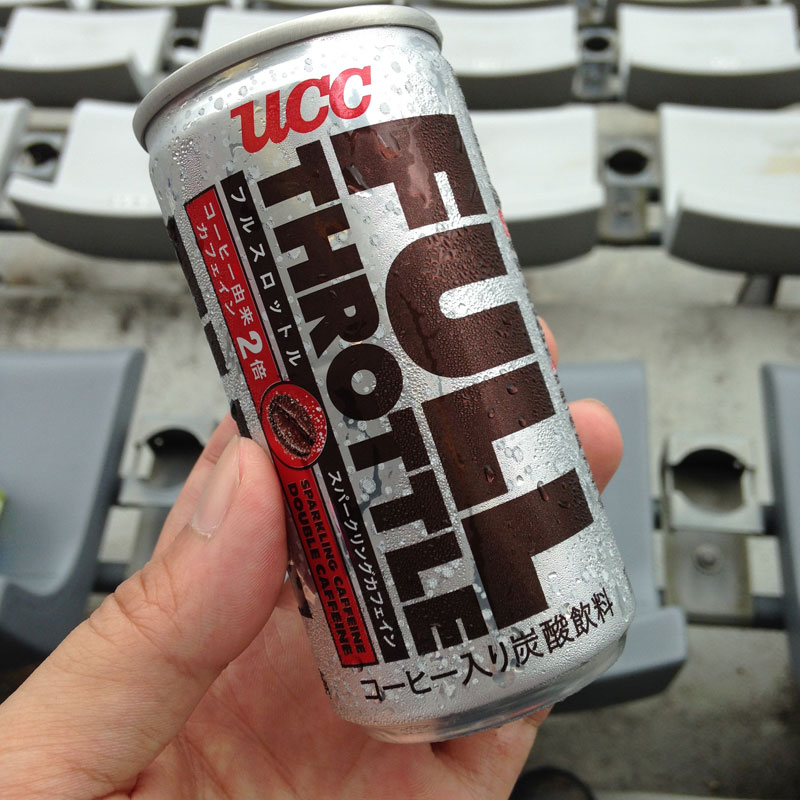 ucc
FULL
THROTTLE
フルスロットル
スパークリングカフェイン
コーヒー由来
カフェイン
2倍
SPARKLING CAFFEINE
DOUBLE CAFFEINE
コーヒー入り炭酸飲料